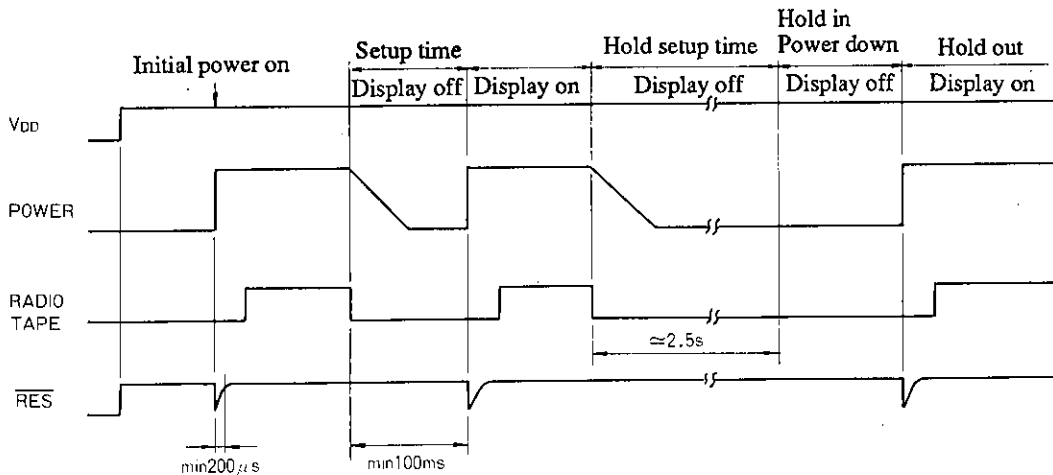 Initial power on
Setup time
Hold setup time
Hold in
Power down
Hold out
Display off
Display on
Display off
Display off
Display on
VDD
POWER
RADIO
TAPE
≃2.5s
RES
min200μs
min100ms